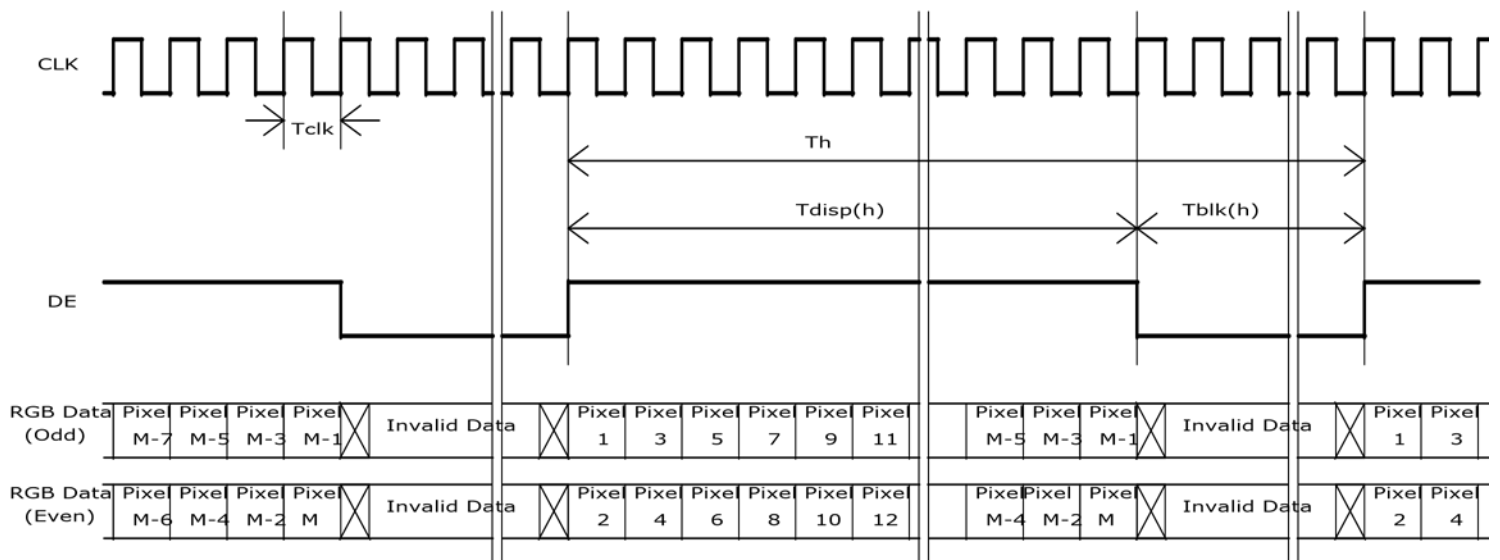 CLK
Tclk
Th
Tdisp(h)
Tblk(h)
DE
RGB Data
(Odd)
Pixel Pixel Pixel Pixel
M-7 M-5 M-3 M-1
Invalid Data
Pixel Pixel Pixel Pixel Pixel Pixel
1 3 5 7 9 11
Pixel Pixel Pixel
M-5 M-3 M-1
Invalid Data
Pixel Pixel
1 3
RGB Data
(Even)
Pixel Pixel Pixel Pixel
M-6 M-4 M-2 M
Invalid Data
Pixel Pixel Pixel Pixel Pixel Pixel
2 4 6 8 10 12
Pixel Pixel Pixel
M-4 M-2 M
Invalid Data
Pixel Pixel
2 4